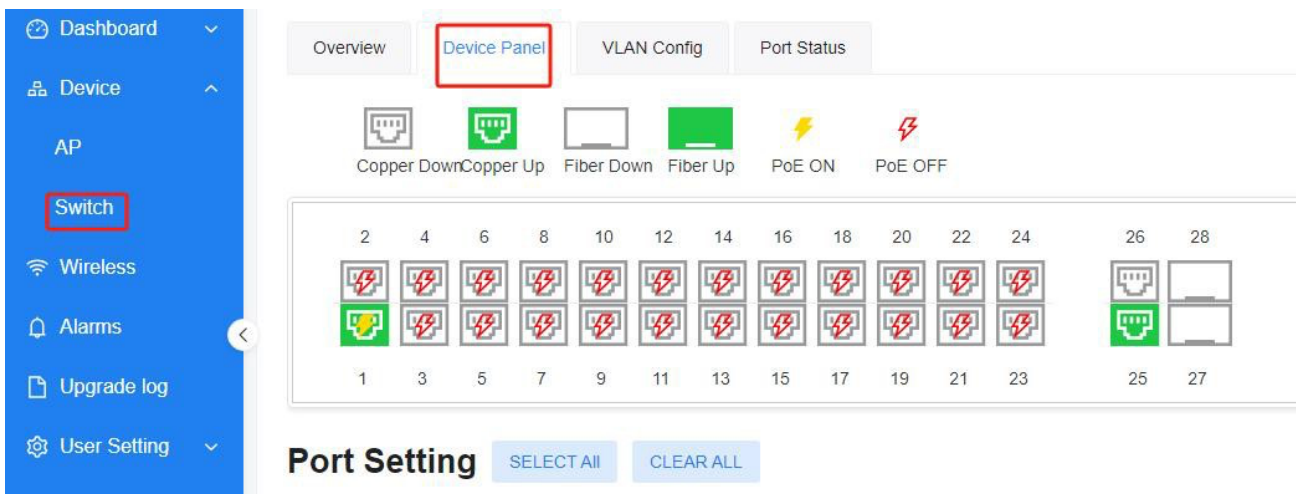 Dashboard
Device
AP
Switch
Wireless
Alarms
Upgrade log
User Setting
Overview Device Panel VLAN Config Port Status
Copper Down Copper Up Fiber Down Fiber Up PoE ON PoE OFF
2 4 6 8 10 12 14 16 18 20 22 24 26 28
1 3 5 7 9 11 13 15 17 19 21 23 25 27
Port Setting SELECT All CLEAR ALL